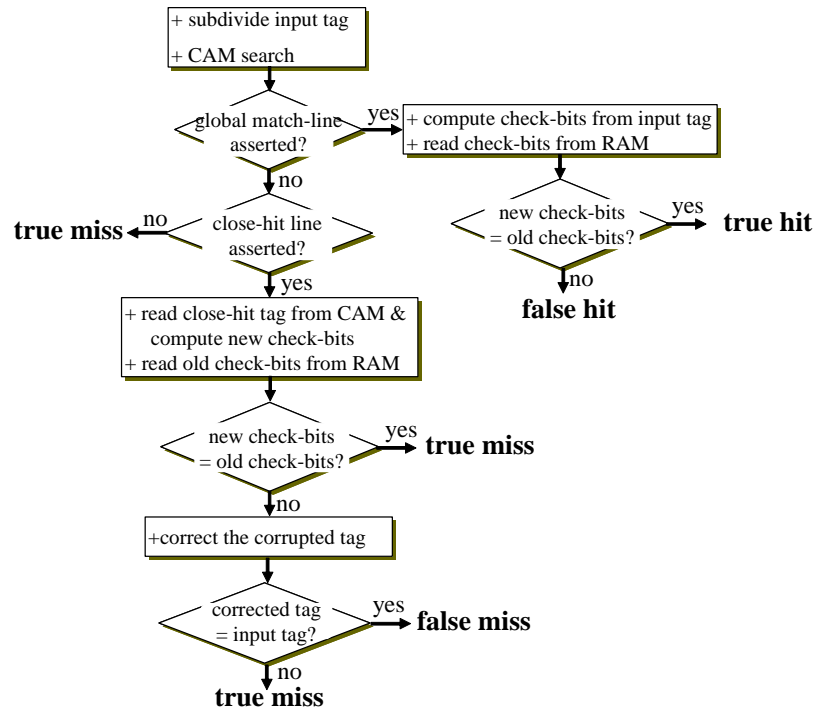 + subdivide input tag
+ CAM search
global match-line
asserted?
yes
+ compute check-bits from input tag
+ read check-bits from RAM
no
new check-bits
= old check-bits?
yes
true hit
no
false hit
close-hit line
asserted?
no
true miss
yes
+ read close-hit tag from CAM &
compute new check-bits
+ read old check-bits from RAM
new check-bits
= old check-bits?
yes
true miss
no
+correct the corrupted tag
corrected tag
= input tag?
yes
false miss
no
true miss